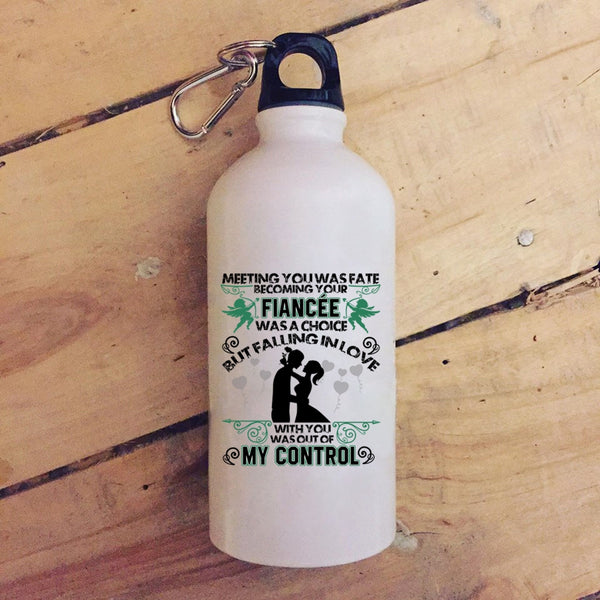 MEETING YOU WAS FATE
BECOMING YOUR
FIANCÉE
WAS A CHOICE
BUT FALLING IN LOVE
WITH YOU
WAS OUT OF
MY CONTROL